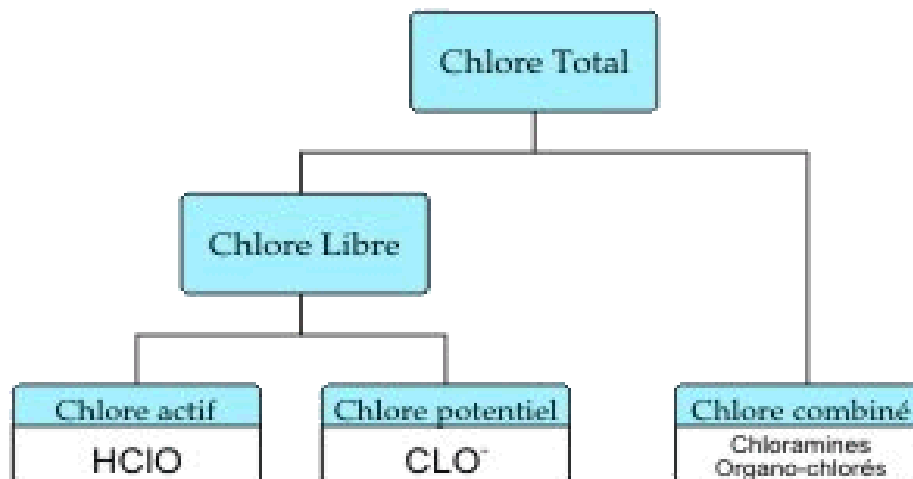 Chlore Total
Chlore Libre
Chlore actif
HClO
Chlore potentiel
CLO⁻
Chlore combiné
Chloramines
Organo-chlorés